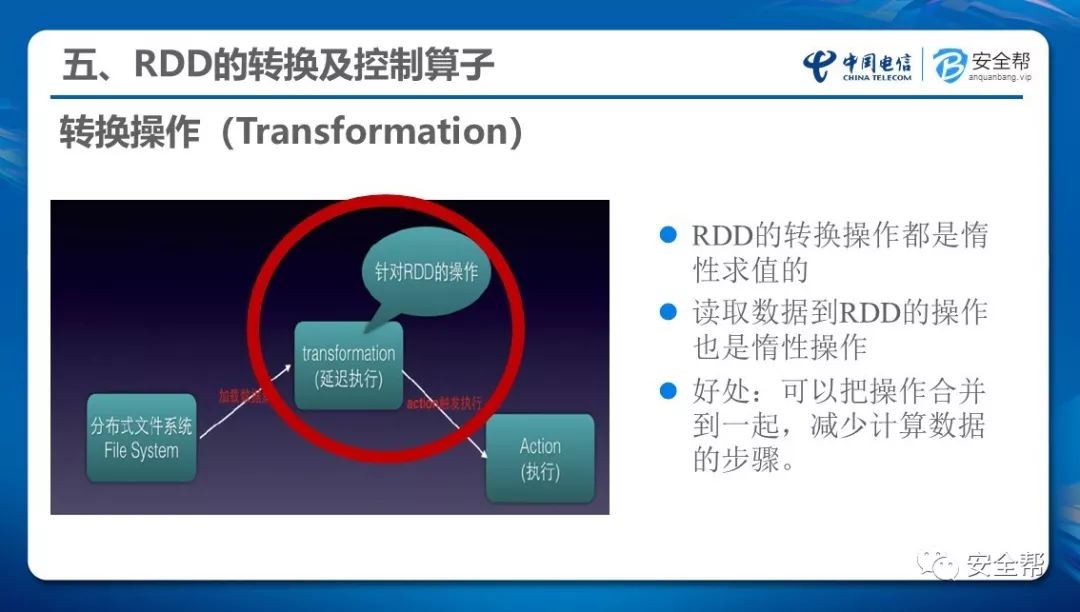 五、RDD的转换及控制算子
中国电信
CHINA TELECOM
安全帮
anquanbang.vip
转换操作（Transformation）
针对RDD的操作
transformation
(延迟执行)
加载数据
action触发执行
分布式文件系统
File System
Action
(执行)
RDD的转换操作都是惰
性求值的
读取数据到RDD的操作
也是惰性操作
好处：可以把操作合并
到一起，减少计算数据
的步骤。
安全帮